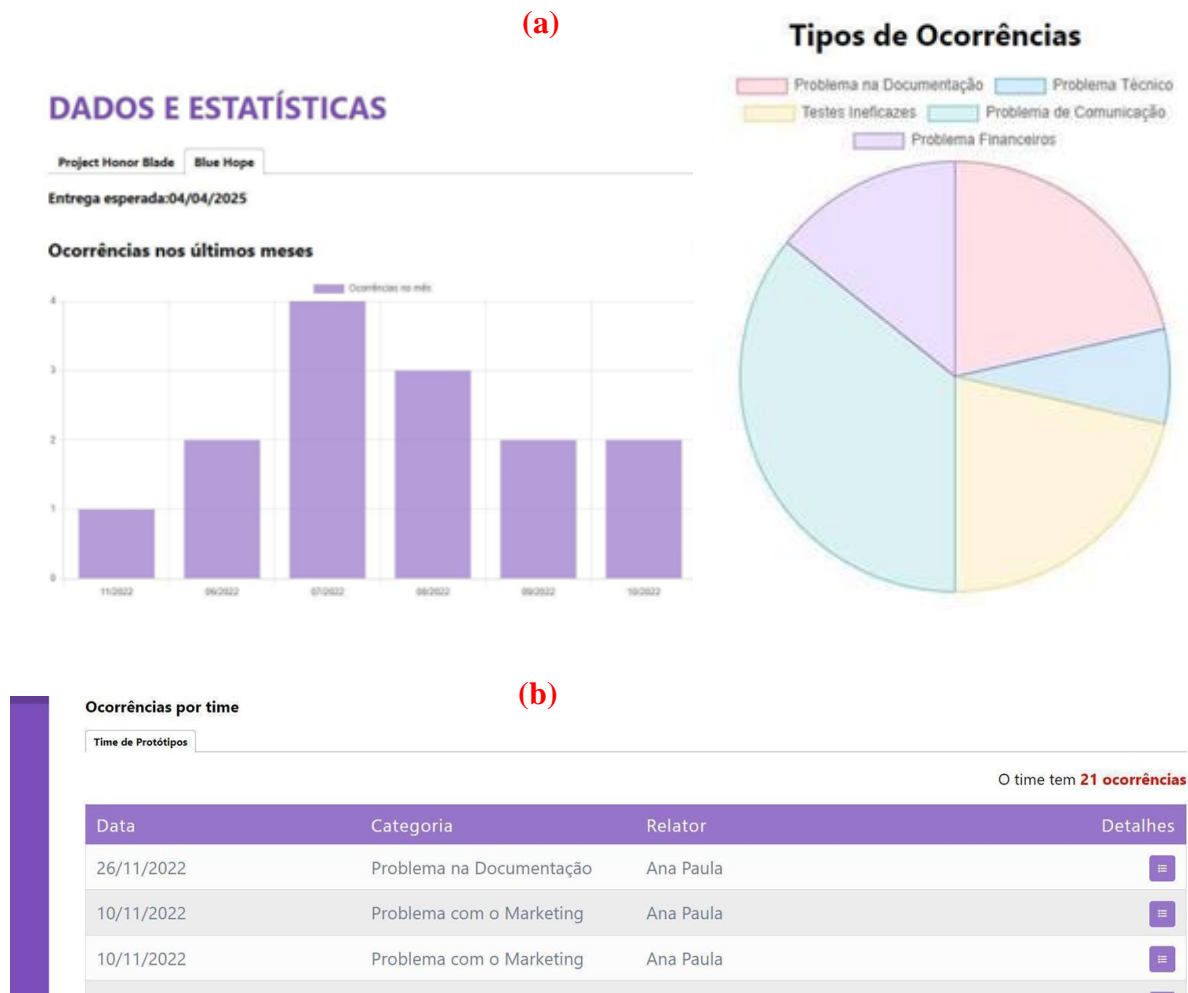 (a)
Tipos de Ocorrências
Problema na Documentação Problema Técnico
Testes Ineficazes Problema de Comunicação
Problema Financeiros
DADOS E ESTATÍSTICAS
Project Honor Blade Blue Hope
Entrega esperada:04/04/2025
Ocorrências nos últimos meses
Ocorrências no mês
4
3
2
1
0
11/2022 06/2022 07/2022 08/2022 09/2022 10/2022
(b)
Ocorrências por time
Time de Protótipos
O time tem 21 ocorrências
Data Categoria Relator Detalhes
26/11/2022 Problema na Documentação Ana Paula
10/11/2022 Problema com o Marketing Ana Paula
10/11/2022 Problema com o Marketing Ana Paula